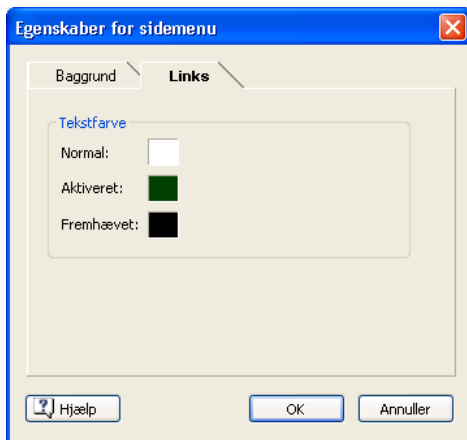 Egenskaber for sidemenu
Baggrund Links
Tekstfarve
Normal:
Aktiveret:
Fremhævet:
Hjælp OK Annuller